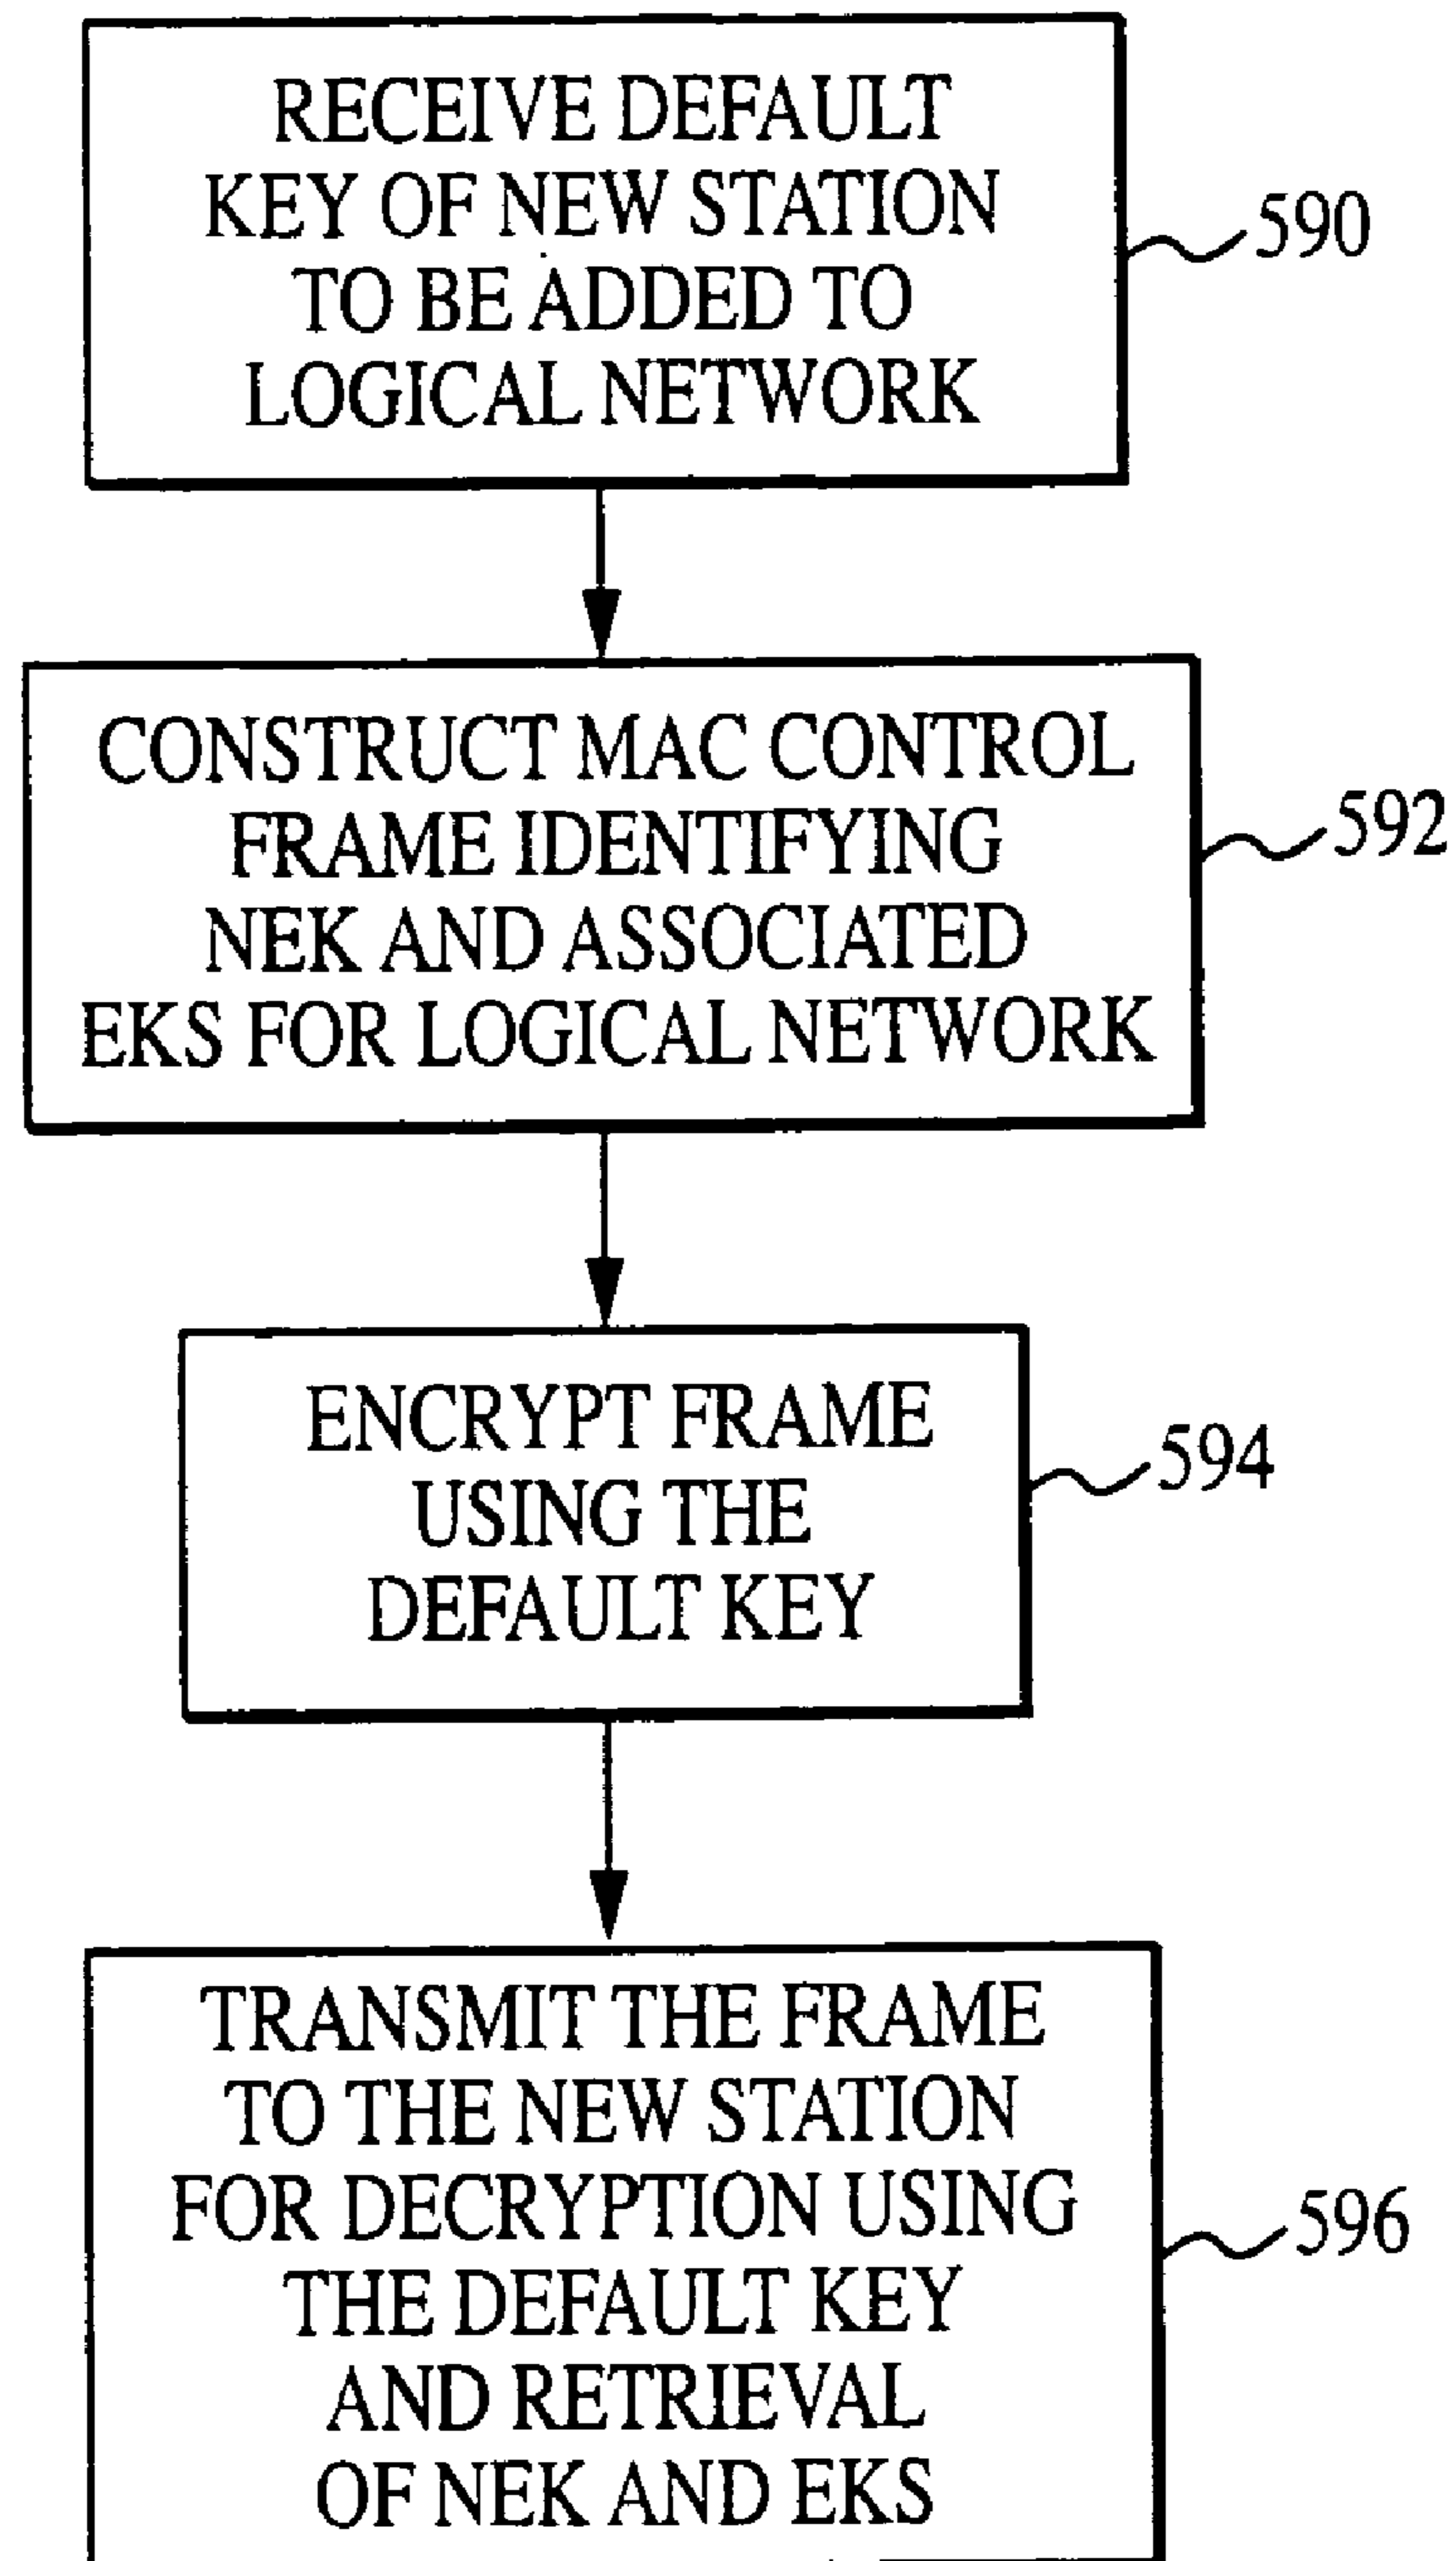 RECEIVE DEFAULT
KEY OF NEW STATION
TO BE ADDED TO
LOGICAL NETWORK
590
CONSTRUCT MAC CONTROL
FRAME IDENTIFYING
NEK AND ASSOCIATED
EKS FOR LOGICAL NETWORK
592
ENCRYPT FRAME
USING THE
DEFAULT KEY
594
TRANSMIT THE FRAME
TO THE NEW STATION
FOR DECRYPTION USING
THE DEFAULT KEY
AND RETRIEVAL
OF NEK AND EKS
596